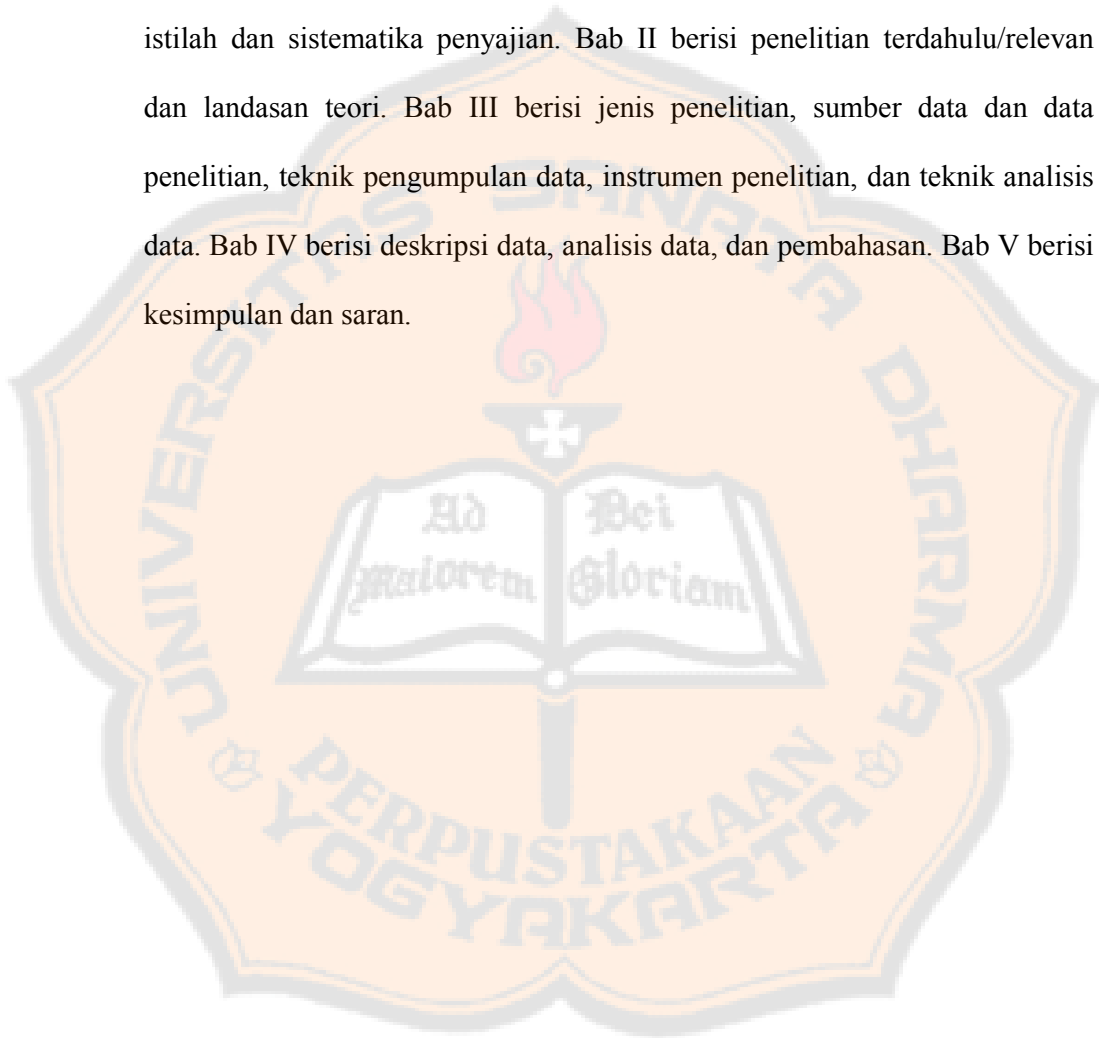 istilah dan sistematika penyajian. Bab II berisi penelitian terdahulu/relevan
dan landasan teori. Bab III berisi jenis penelitian, sumber data dan data
penelitian, teknik pengumpulan data, instrumen penelitian, dan teknik analisis
data. Bab IV berisi deskripsi data, analisis data, dan pembahasan. Bab V berisi
kesimpulan dan saran.
UNIVERSITAS SANATA DHARMA
Ad
maiorem
Dei
Gloriam
PERPUSTAKAAN
YOGYAKARTA